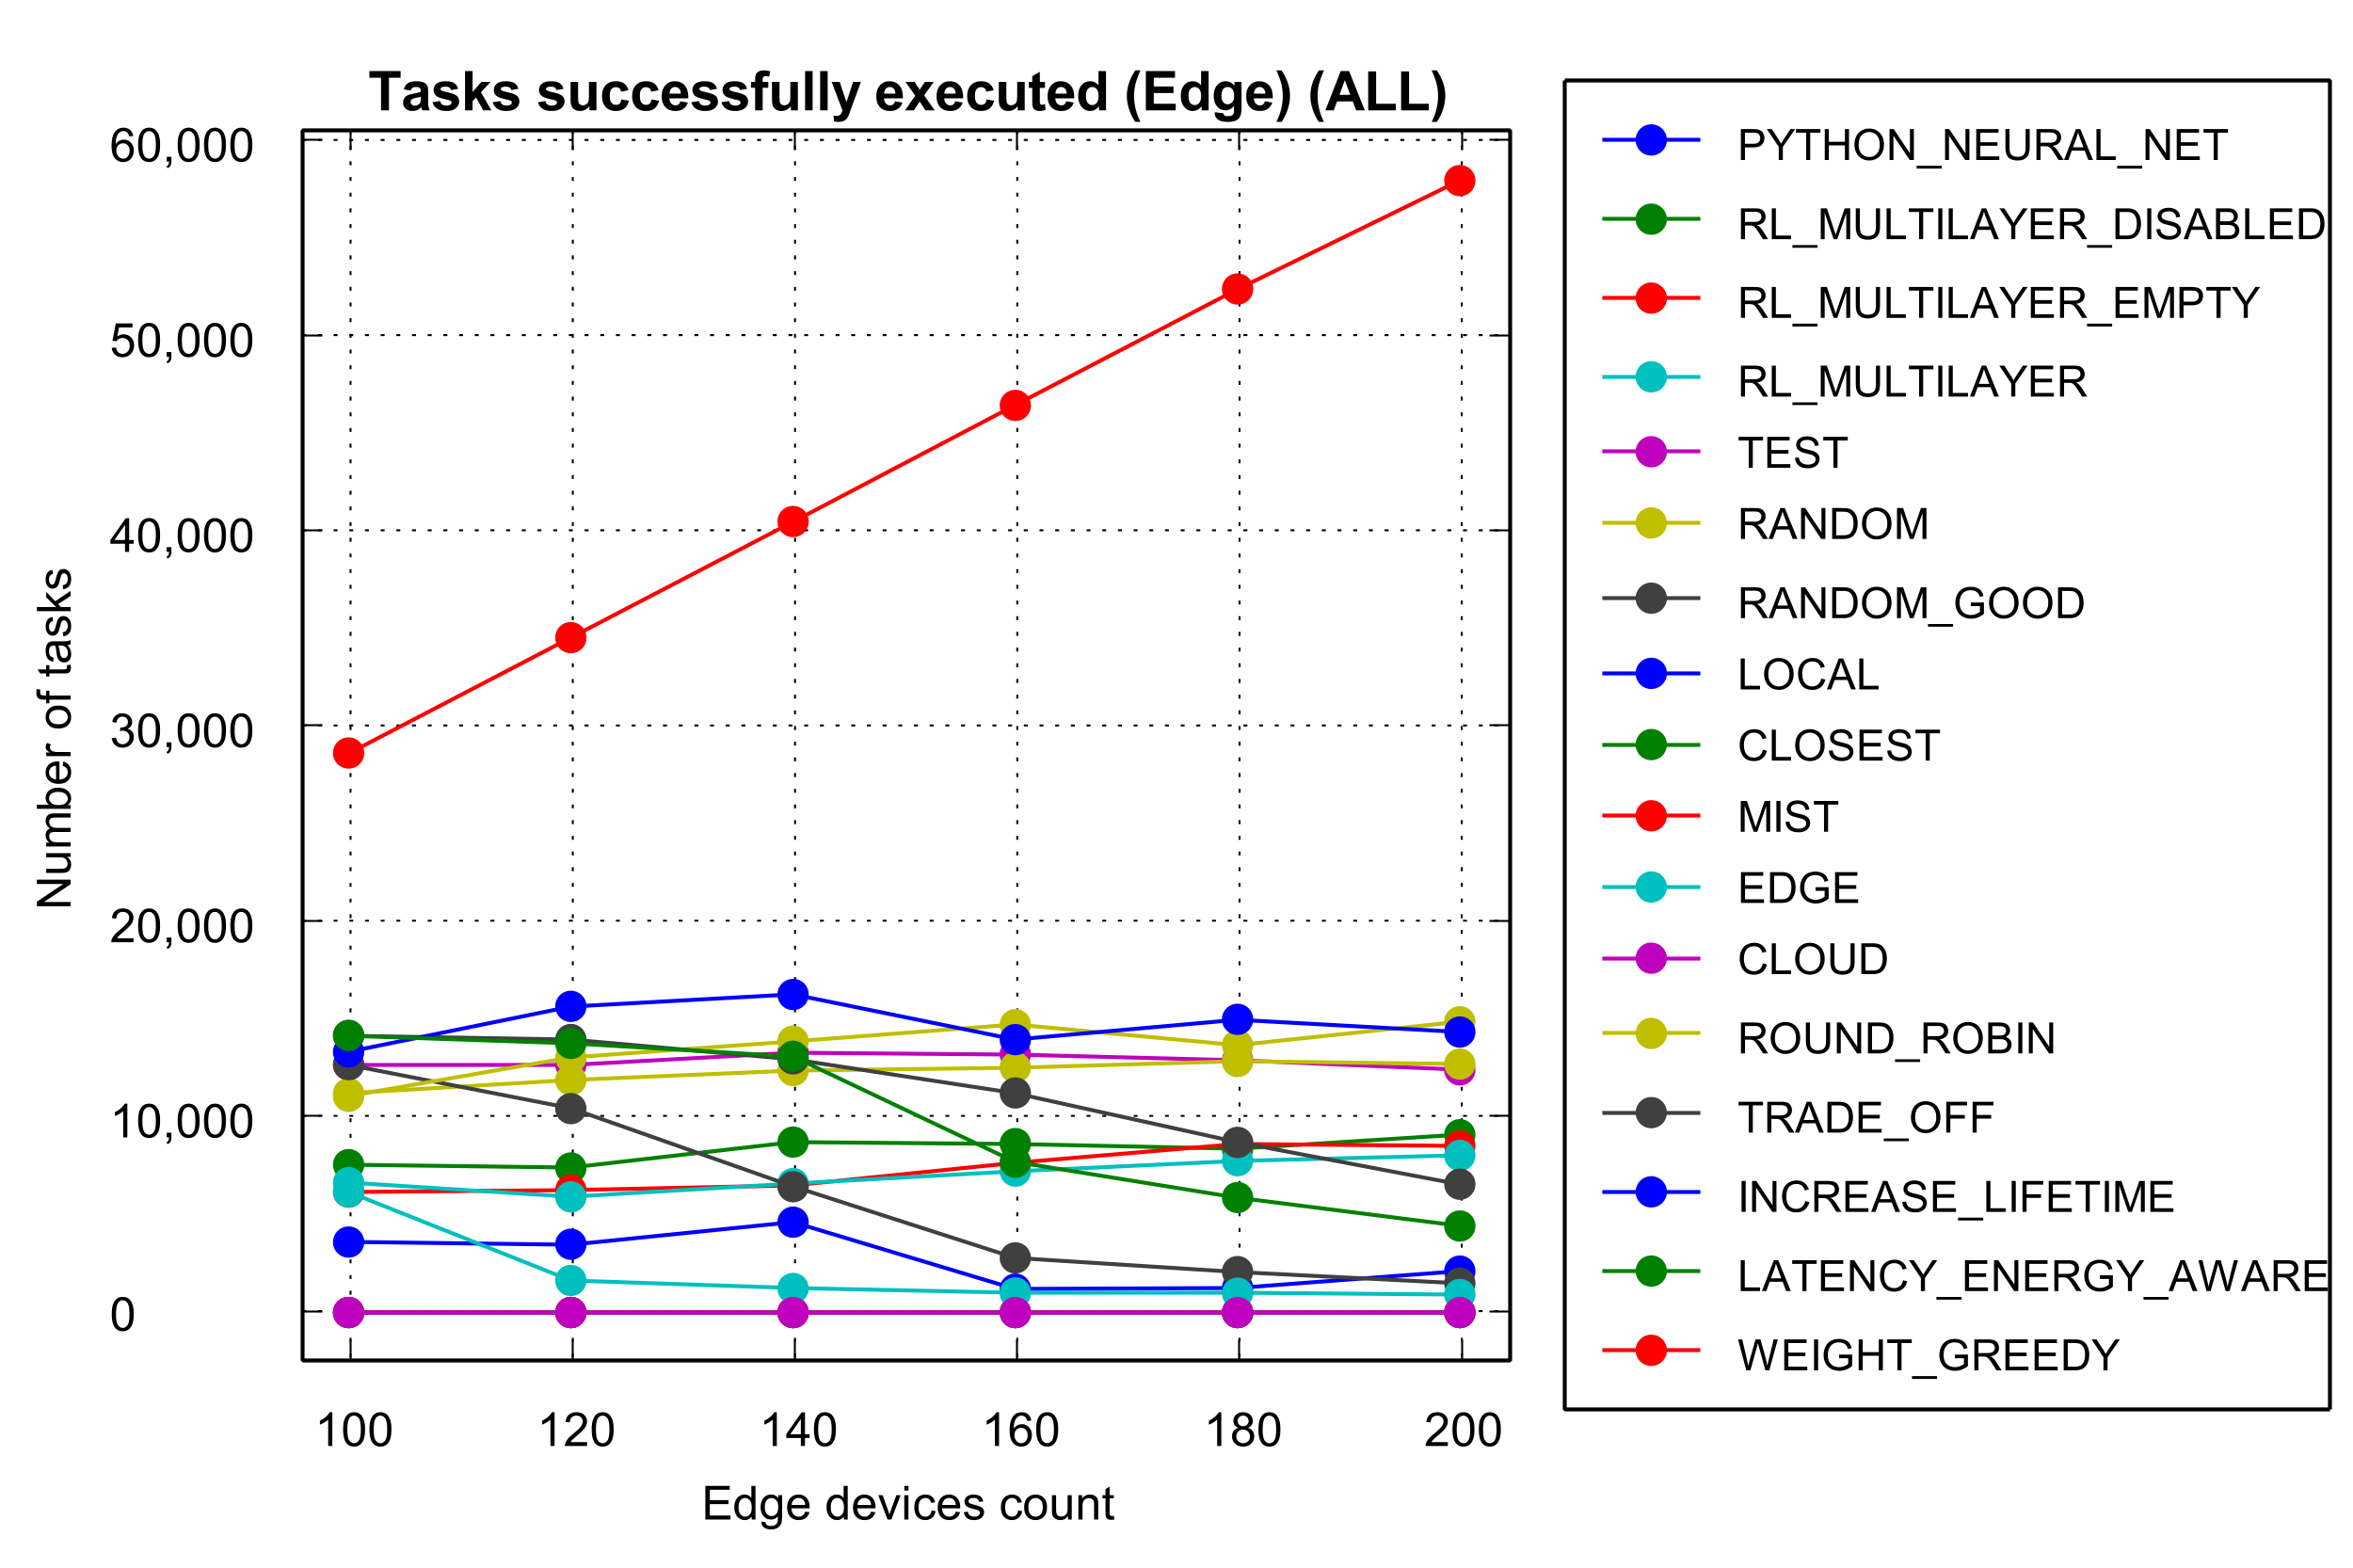 Tasks successfully executed (Edge) (ALL)
60,000
50,000
40,000
30,000
20,000
10,000
0
Number of tasks
100 120 140 160 180 200
Edge devices count
PYTHON_NEURAL_NET
RL_MULTILAYER_DISABLED
RL_MULTILAYER_EMPTY
RL_MULTILAYER
TEST
RANDOM
RANDOM_GOOD
LOCAL
CLOSEST
MIST
EDGE
CLOUD
ROUND_ROBIN
TRADE_OFF
INCREASE_LIFETIME
LATENCY_ENERGY_AWARE
WEIGHT_GREEDY